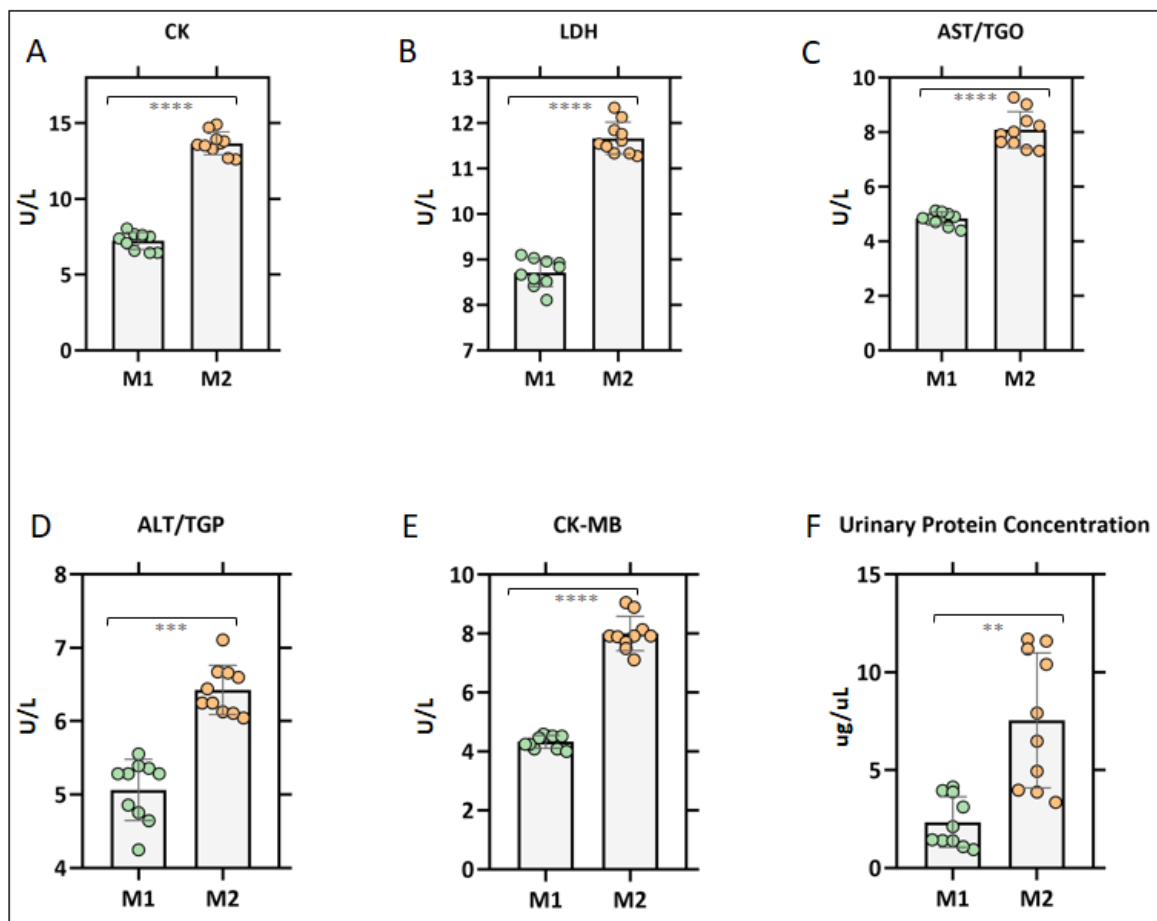 A CK
****
U/L
15
10
5
0
M1 M2
B LDH
****
U/L
13
12
11
10
9
8
7
M1 M2
C AST/TGO
****
U/L
10
8
6
4
2
0
M1 M2
D ALT/TGP
***
U/L
8
7
6
5
4
M1 M2
E CK-MB
****
U/L
10
8
6
4
2
0
M1 M2
F Urinary Protein Concentration
**
ug/uL
15
10
5
0
M1 M2